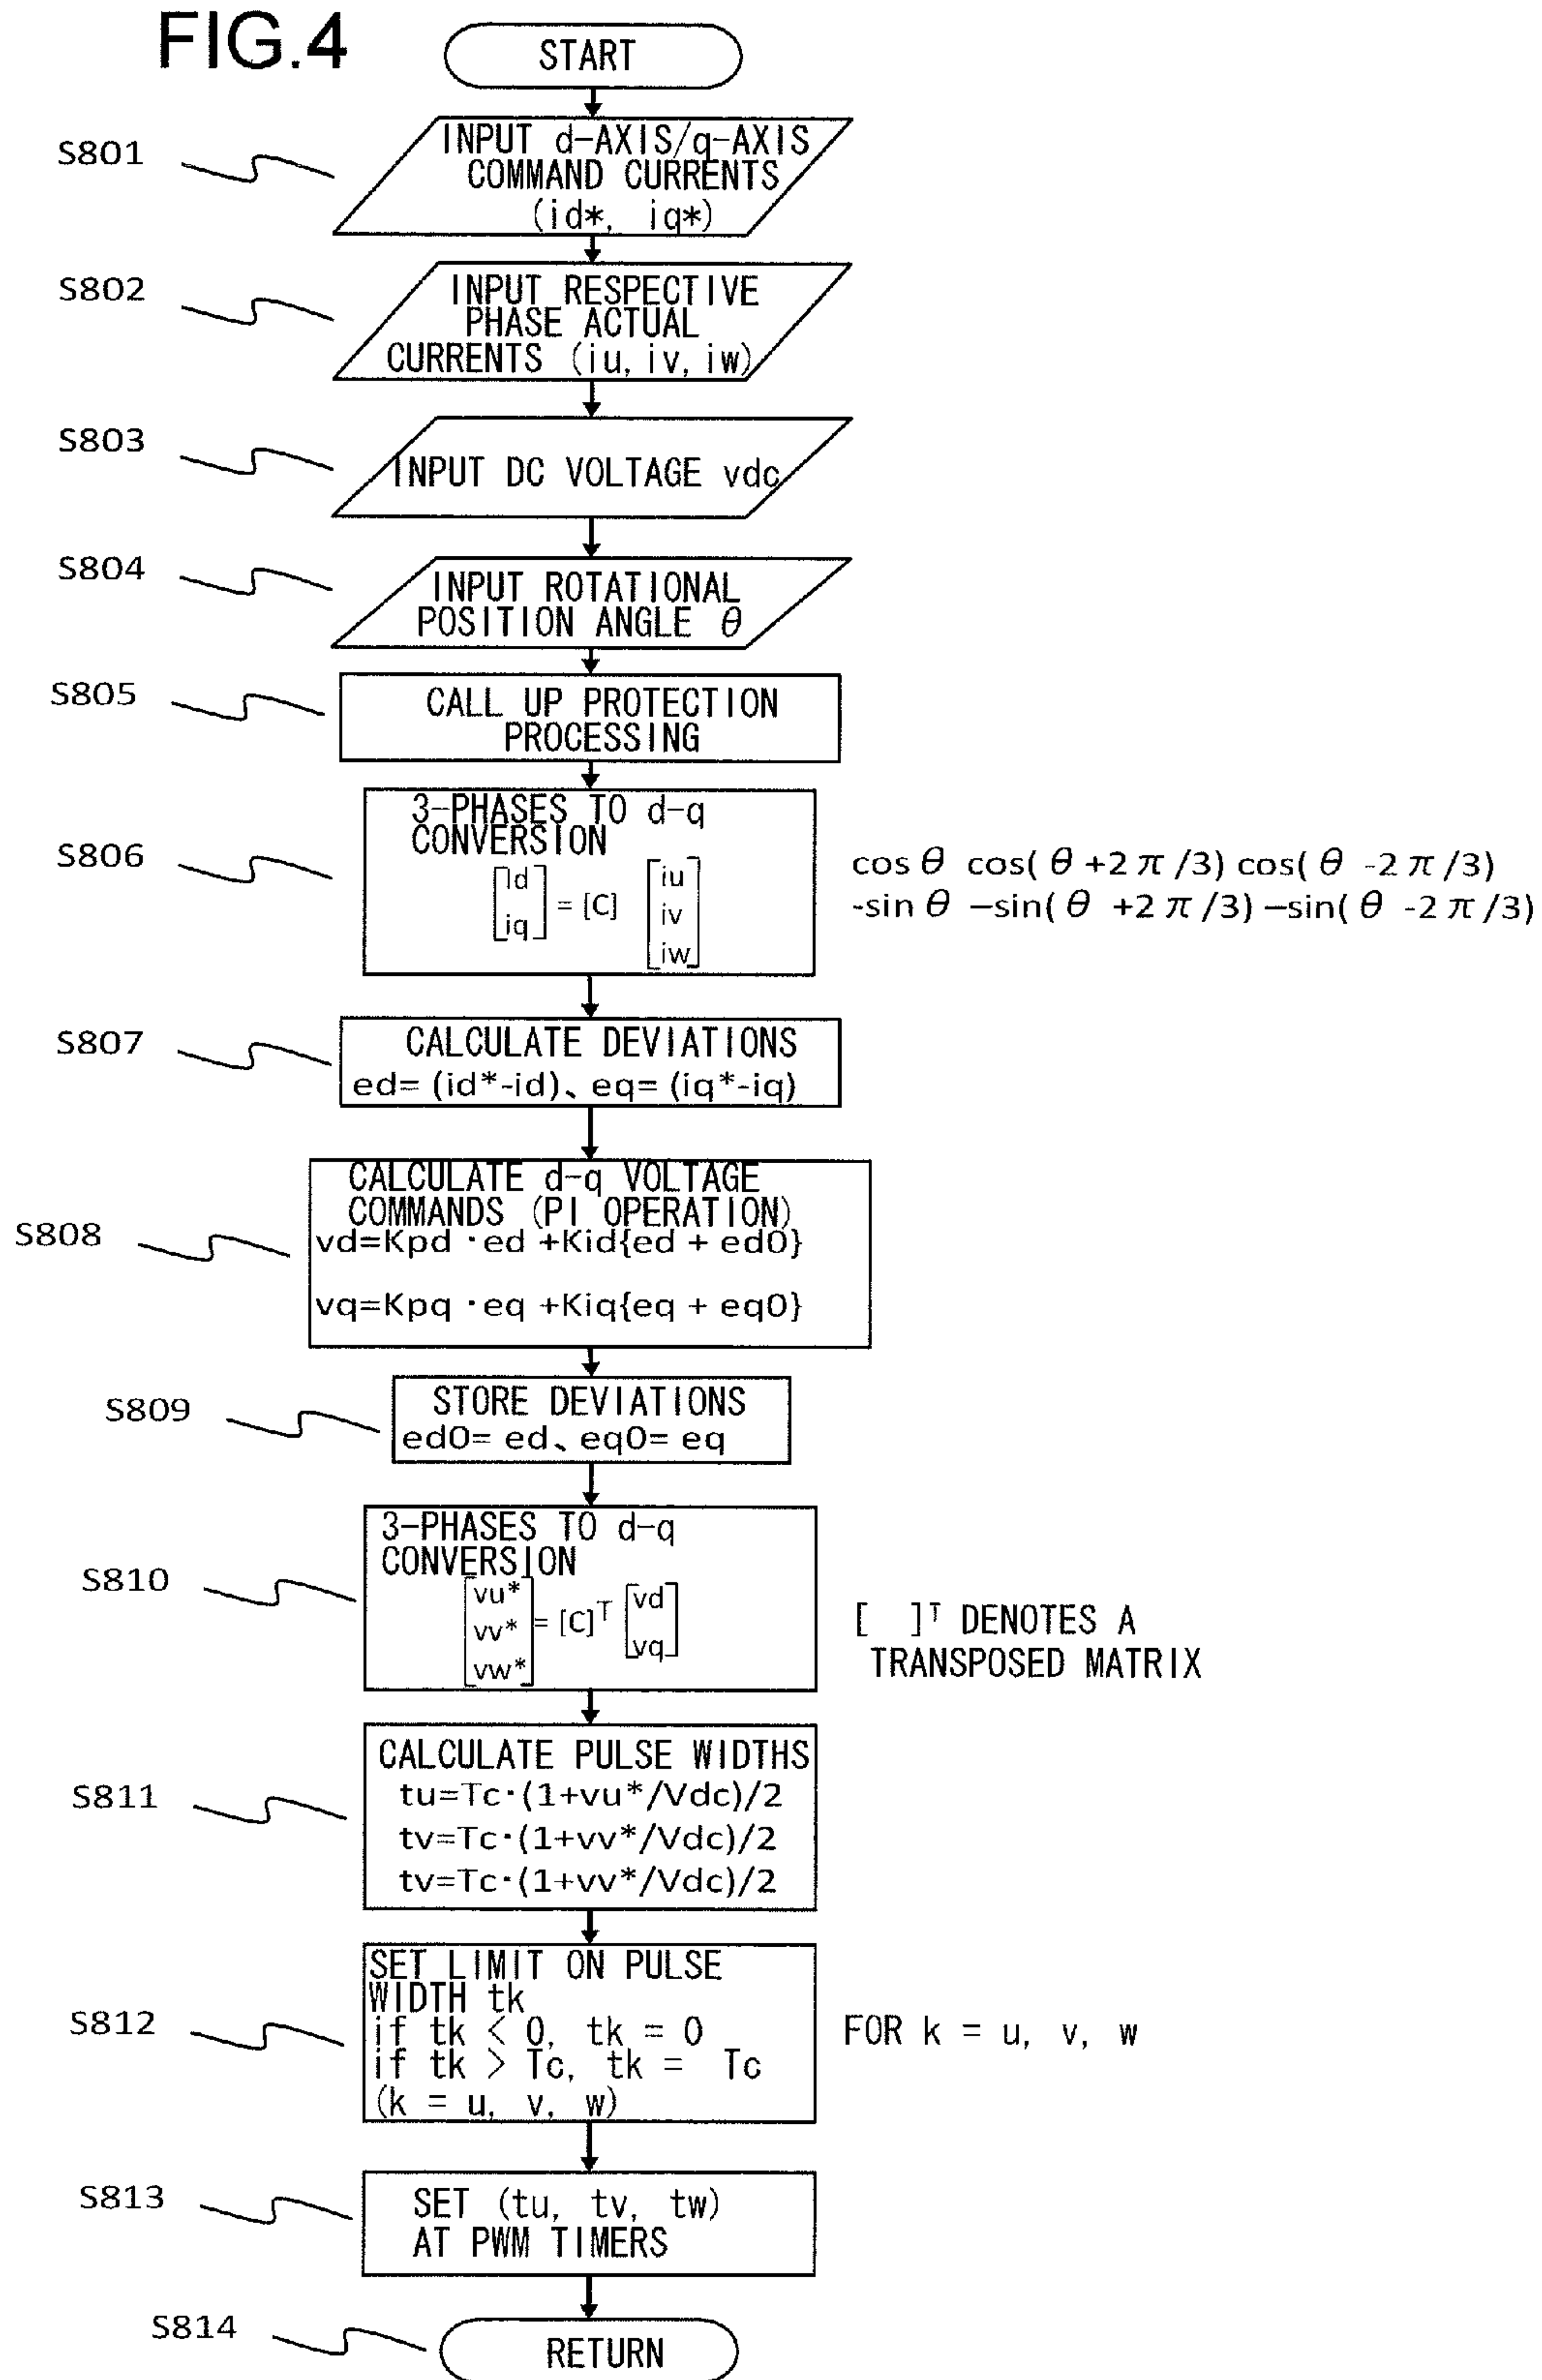 FIG.4
START
S801
INPUT d-AXIS/q-AXIS
COMMAND CURRENTS
(id*, iq*)
S802
INPUT RESPECTIVE
PHASE ACTUAL
CURRENTS (iu,iv,iw)
S803
INPUT DC VOLTAGE vdc
S804
INPUT ROTATIONAL
POSITION ANGLE θ
S805
CALL UP PROTECTION
PROCESSING
S806
3-PHASES TO d-q
CONVERSION
[id iq] = [C] [iu iv iw]
cos θ cos( θ +2 π /3) cos( θ -2 π /3)
-sin θ −sin( θ +2 π /3) −sin( θ -2 π /3)
S807
CALCULATE DEVIATIONS
ed= (id*-id)、eq= (iq*-iq)
S808
CALCULATE d-q VOLTAGE
COMMANDS (PI OPERATION)
vd=Kpd ·ed +Kid{ed + ed0}
vq=Kpq ·eq +Kiq{eq + eq0}
S809
STORE DEVIATIONS
ed0= ed、eq0= eq
S810
3-PHASES TO d-q
CONVERSION
[vu* vv* vw*] = [C]T [vd vq]
[ ]T DENOTES A
TRANSPOSED MATRIX
S811
CALCULATE PULSE WIDTHS
tu=Tc·(1+vu*/Vdc)/2
tv=Tc·(1+vv*/Vdc)/2
tv=Tc·(1+vv*/Vdc)/2
S812
SET LIMIT ON PULSE
WIDTH tk
if tk < 0, tk = 0
if tk > Tc, tk = Tc
(k = u, v, w)
FOR k = u, v, w
S813
SET (tu, tv, tw)
AT PWM TIMERS
S814
RETURN